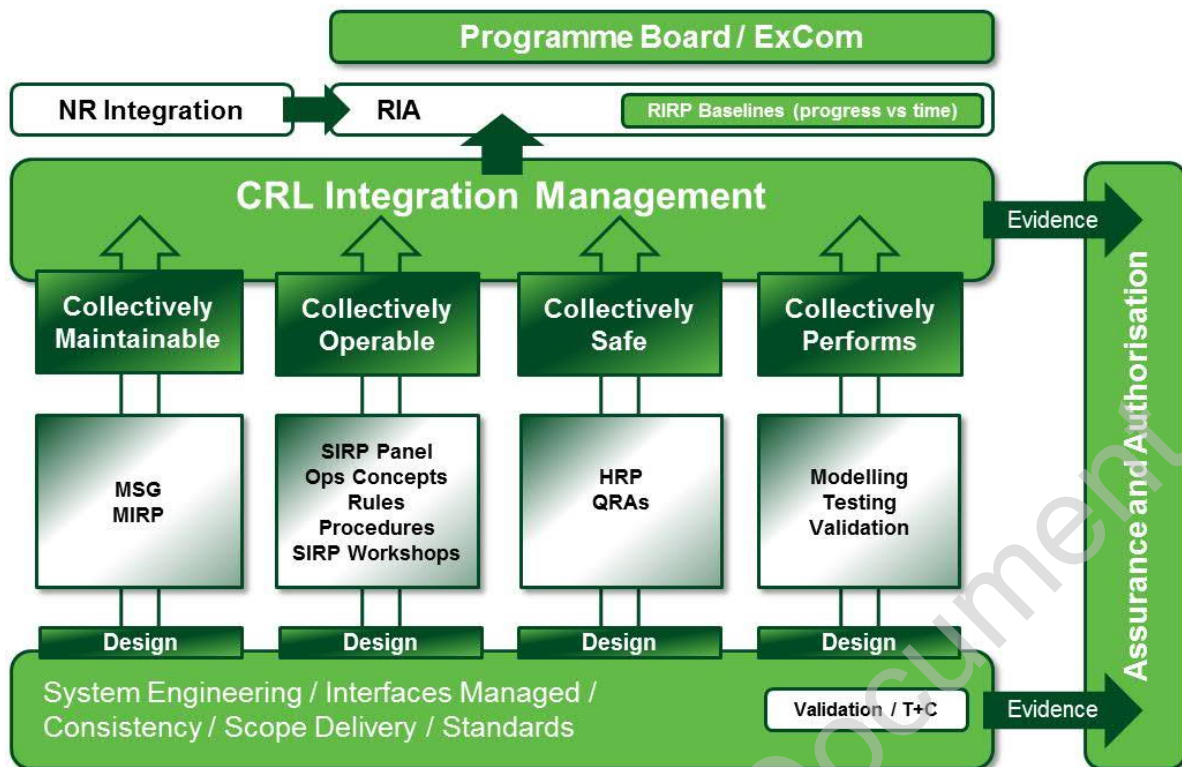 Programme Board / ExCom
NR Integration
RIA
RIRP Baselines (progress vs time)
CRL Integration Management
Evidence
Collectively
Maintainable
Collectively
Operable
Collectively
Safe
Collectively
Performs
MSG
MIRP
SIRP Panel
Ops Concepts
Rules
Procedures
SIRP Workshops
HRP
QRAs
Modelling
Testing
Validation
Design
Design
Design
Design
System Engineering / Interfaces Managed /
Consistency / Scope Delivery / Standards
Validation / T+C
Evidence
Assurance and Authorisation
Document